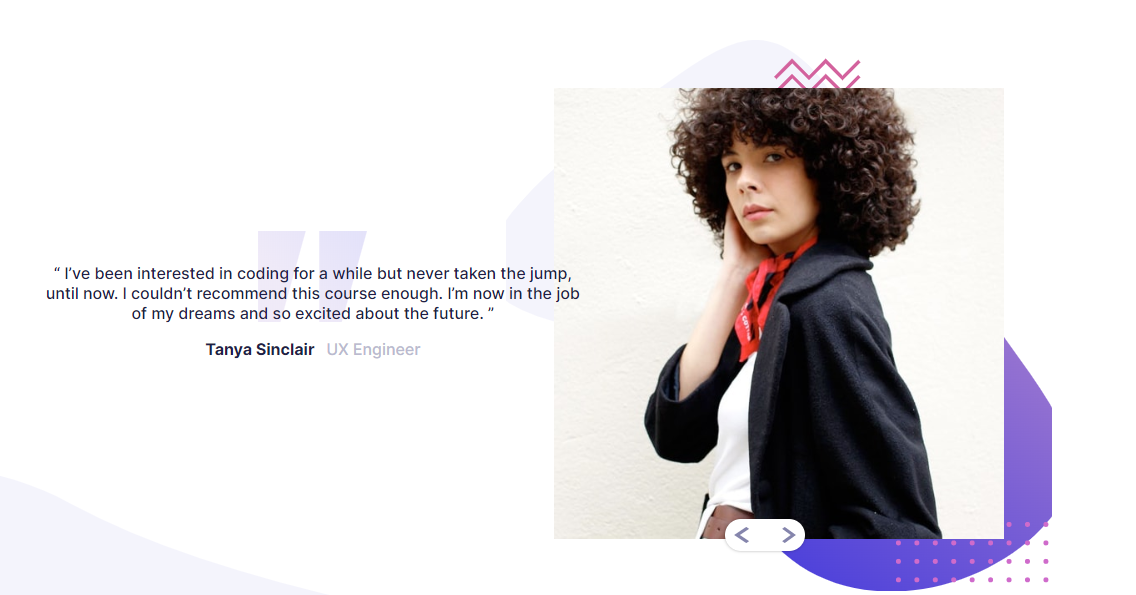 “ I’ve been interested in coding for a while but never taken the jump,
until now. I couldn’t recommend this course enough. I’m now in the job
of my dreams and so excited about the future. ”
Tanya Sinclair UX Engineer